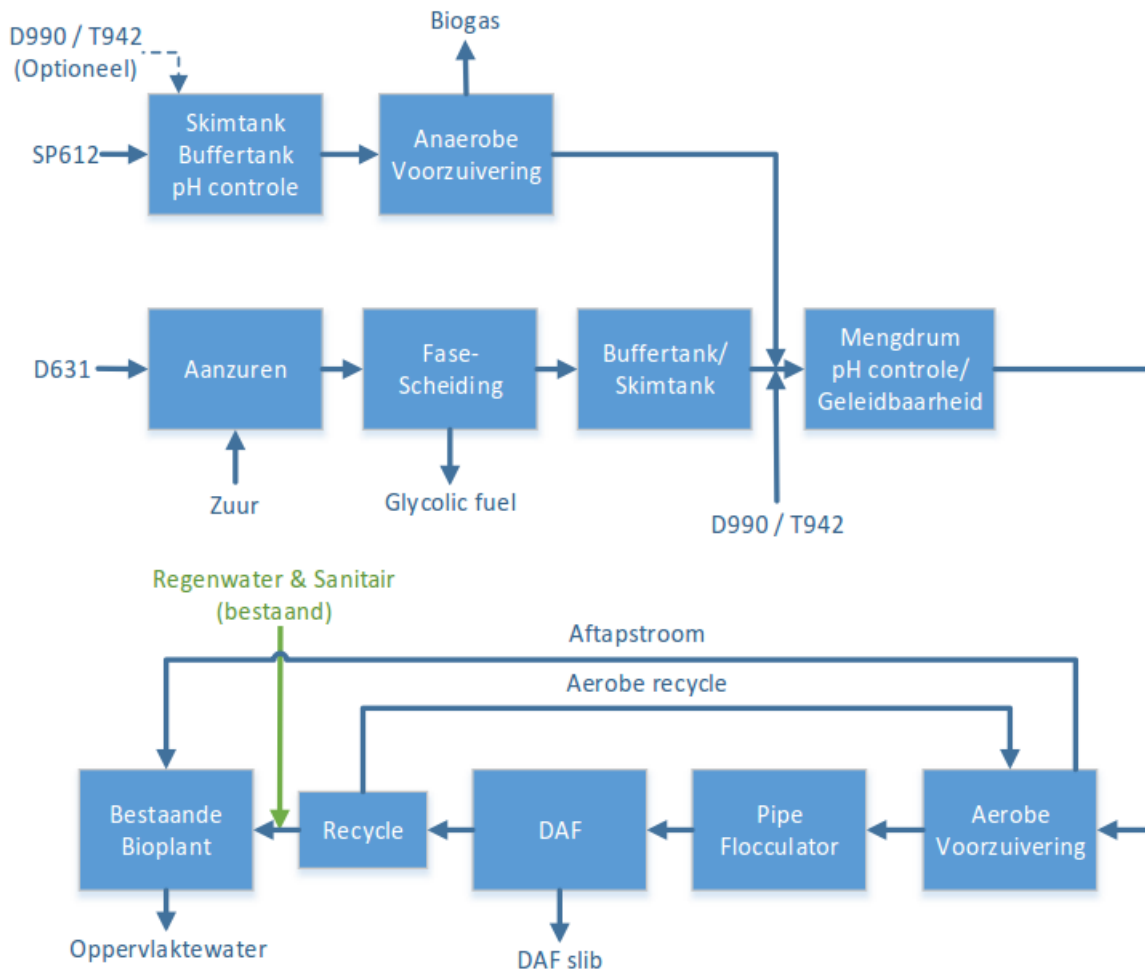 D990 / T942
(Optioneel)
Biogas
SP612
Skimtank
Buffertank
pH controle
Anaerobe
Voorzuivering
D631
Aanzuren
Fase-
Scheiding
Buffertank/
Skimtank
Mengdrum
pH controle/
Geleidbaarheid
Zuur
Glycolic fuel
D990 / T942
Regenwater & Sanitair
(bestaand)
Aftapstroom
Aerobe recycle
Bestaande
Bioplant
Recycle
DAF
Pipe
Flocculator
Aerobe
Voorzuivering
Oppervlaktewater
DAF slib